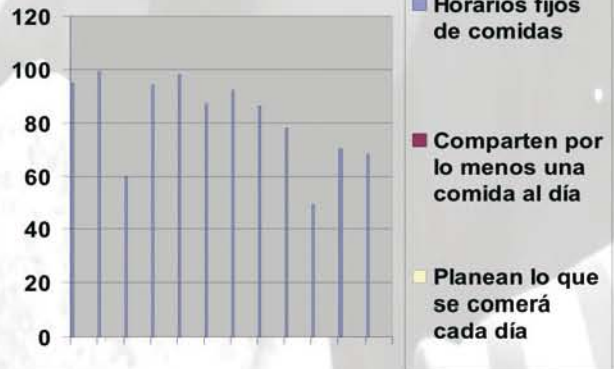 120
100
80
60
40
20
0
Horarios fijos
de comidas
Comparten por
lo menos una
comida al día
Planean lo que
se comerá
cada día